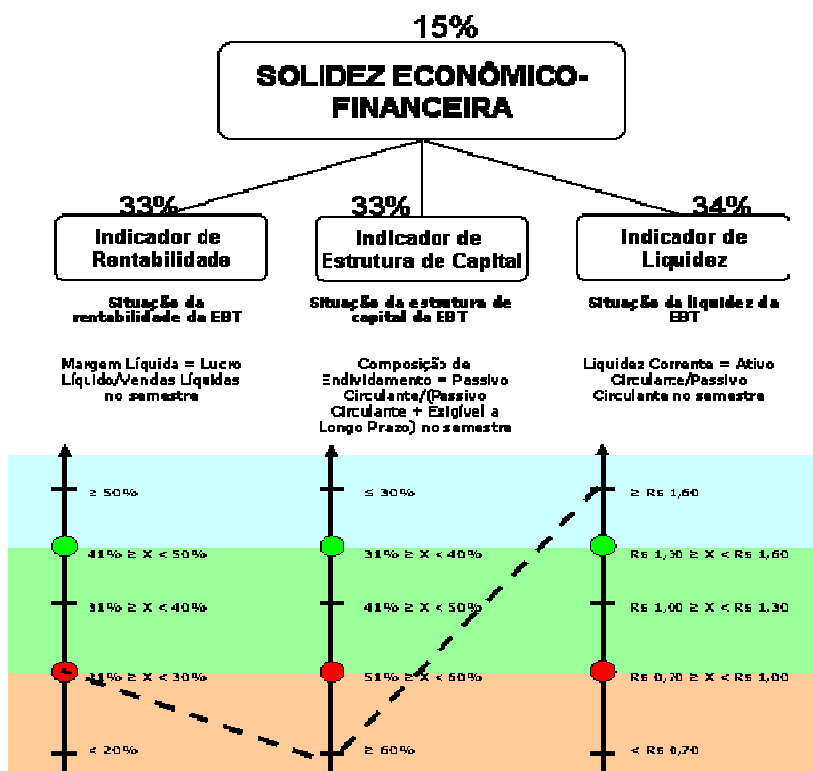 15%
SOLIDEZ ECONÔMICO-
FINANCEIRA
33%
Indicador de
Rentabilidade
33%
Indicador de
Estrutura de Capital
34%
Indicador de
Liquidez
Situação da
rentabilidade da EBT
Situação da estrutura de
capital da EBT
Situação da liquidez da
EBT
Margem Líquida = Lucro
Líquido/Vendas Líquidas
no semestre
Composição de
Endividamento = Passivo
Circulante/(Passivo
Circulante + Exigível a
Longo Prazo) no semestre
Liquidez Corrente = Ativo
Circulante/Passivo
Circulante no semestre
≥ 50%
≤ 30%
≥ R$ 1,60
41% ≥ X < 50%
31% ≥ X < 40%
R$ 1,30 ≥ X < R$ 1,60
31% ≥ X < 40%
41% ≥ X < 50%
R$ 1,00 ≥ X < R$ 1,30
21% ≥ X < 30%
51% ≥ X < 60%
R$ 0,70 ≥ X < R$ 1,00
< 20%
≥ 60%
< R$ 0,70